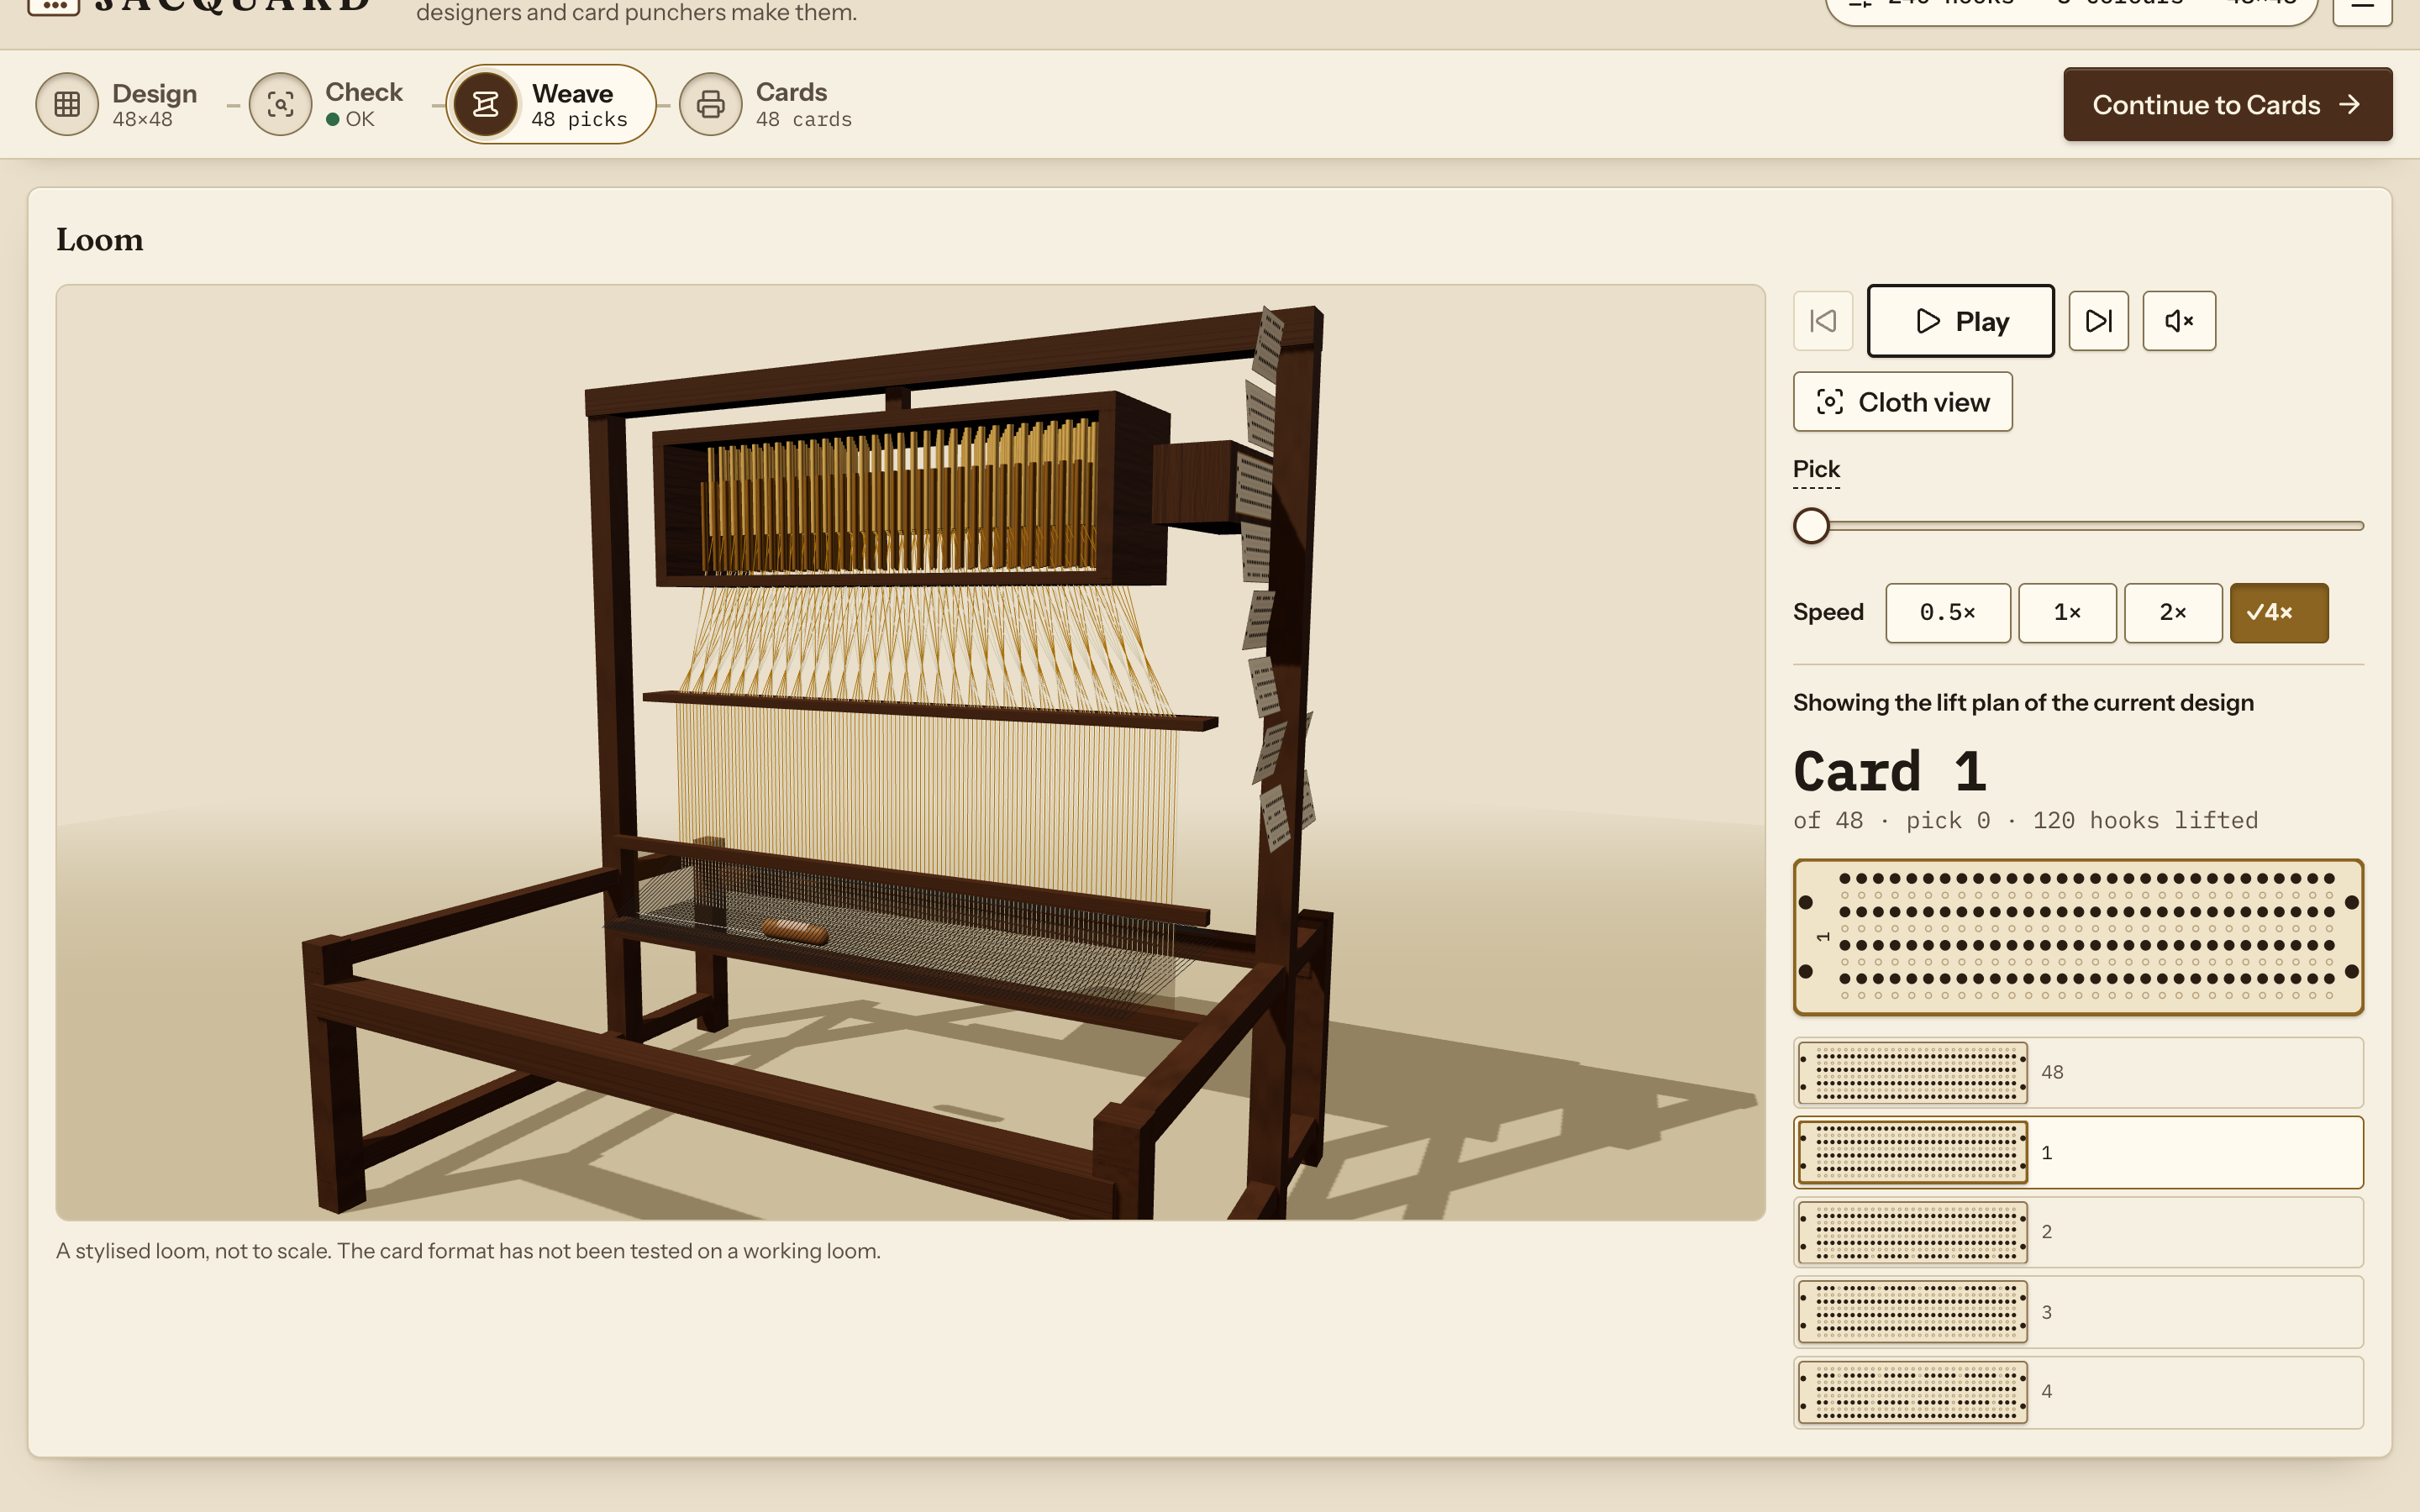 JACQUARD
designers and card punchers make them.
Design
48×48
Check
OK
Weave
48 picks
Cards
48 cards
Continue to Cards
Loom
Play
Cloth view
Pick
Speed
0.5×
1×
2×
4×
Showing the lift plan of the current design
Card 1
of 48 · pick 0 · 120 hooks lifted
1
48
1
2
3
4
A stylised loom, not to scale. The card format has not been tested on a working loom.